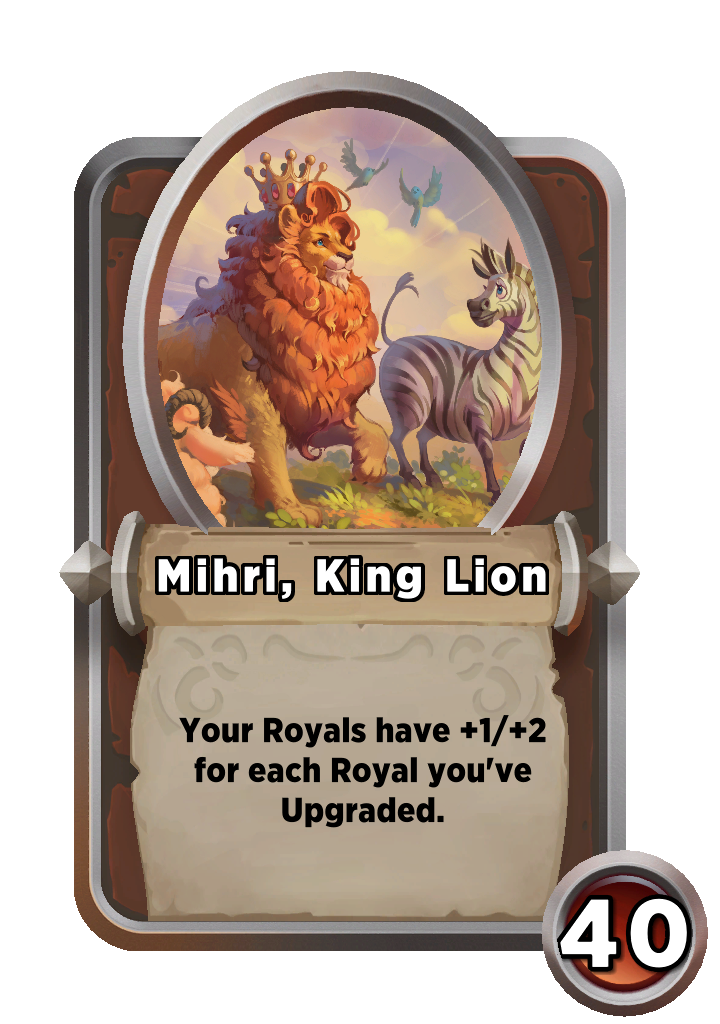 Mihri, King Lion
Your Royals have +1/+2
for each Royal you've
Upgraded.
40